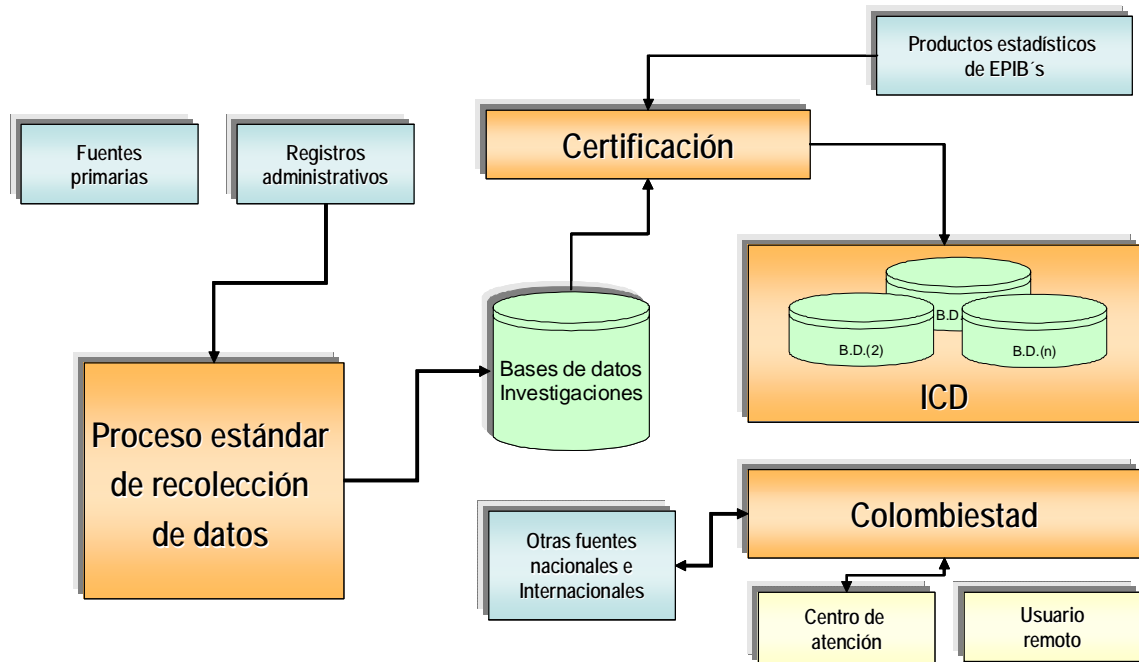 Productos estadísticos
de EPIB´s
Fuentes
primarias
Registros
administrativos
Certificación
B.D.
B.D.(2)
B.D.(n)
ICD
Bases de datos
Investigaciones
Proceso estándar
de recolección
de datos
Otras fuentes
nacionales e
Internacionales
Colombiestad
Centro de
atención
Usuario
remoto